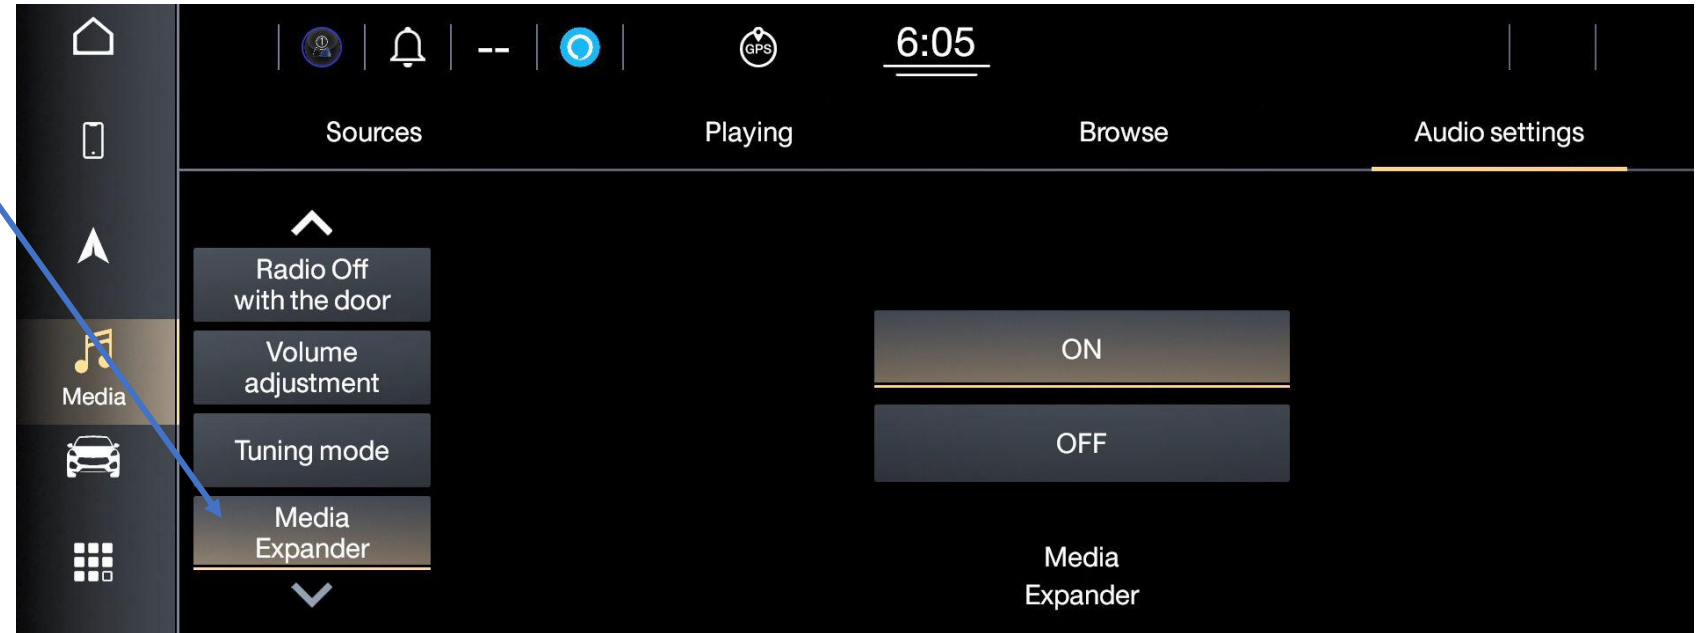 --
GPS
6:05
Sources
Playing
Browse
Audio settings
Radio Off
with the door
Volume
adjustment
Tuning mode
Media
Expander
Media
ON
OFF
Media
Expander